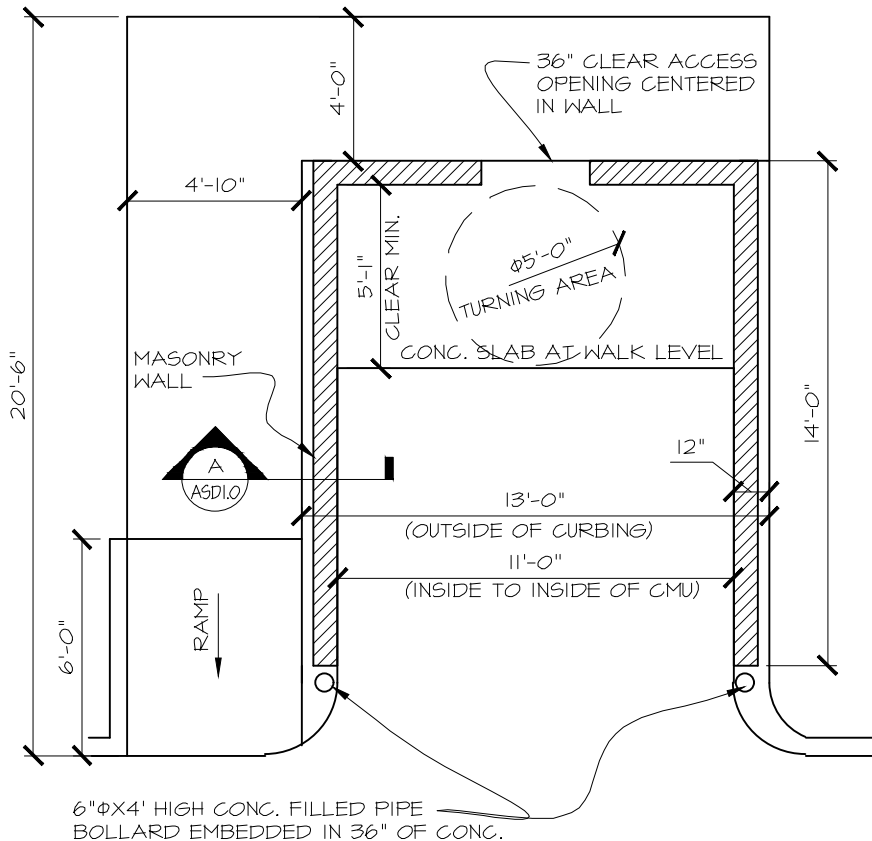 36" CLEAR ACCESS
OPENING CENTERED
IN WALL
4'-0"
4'-10"
5'-1"
CLEAR MIN.
Φ5'-0"
TURNING AREA
CONC. SLAB AT WALK LEVEL
MASONRY
WALL
20'-6"
14'-0"
A
ASD1.0
12"
13'-0"
(OUTSIDE OF CURBING)
11'-0"
(INSIDE TO INSIDE OF CMU)
RAMP
6'-0"
6"ΦX4' HIGH CONC. FILLED PIPE
BOLLARD EMBEDDED IN 36" OF CONC.